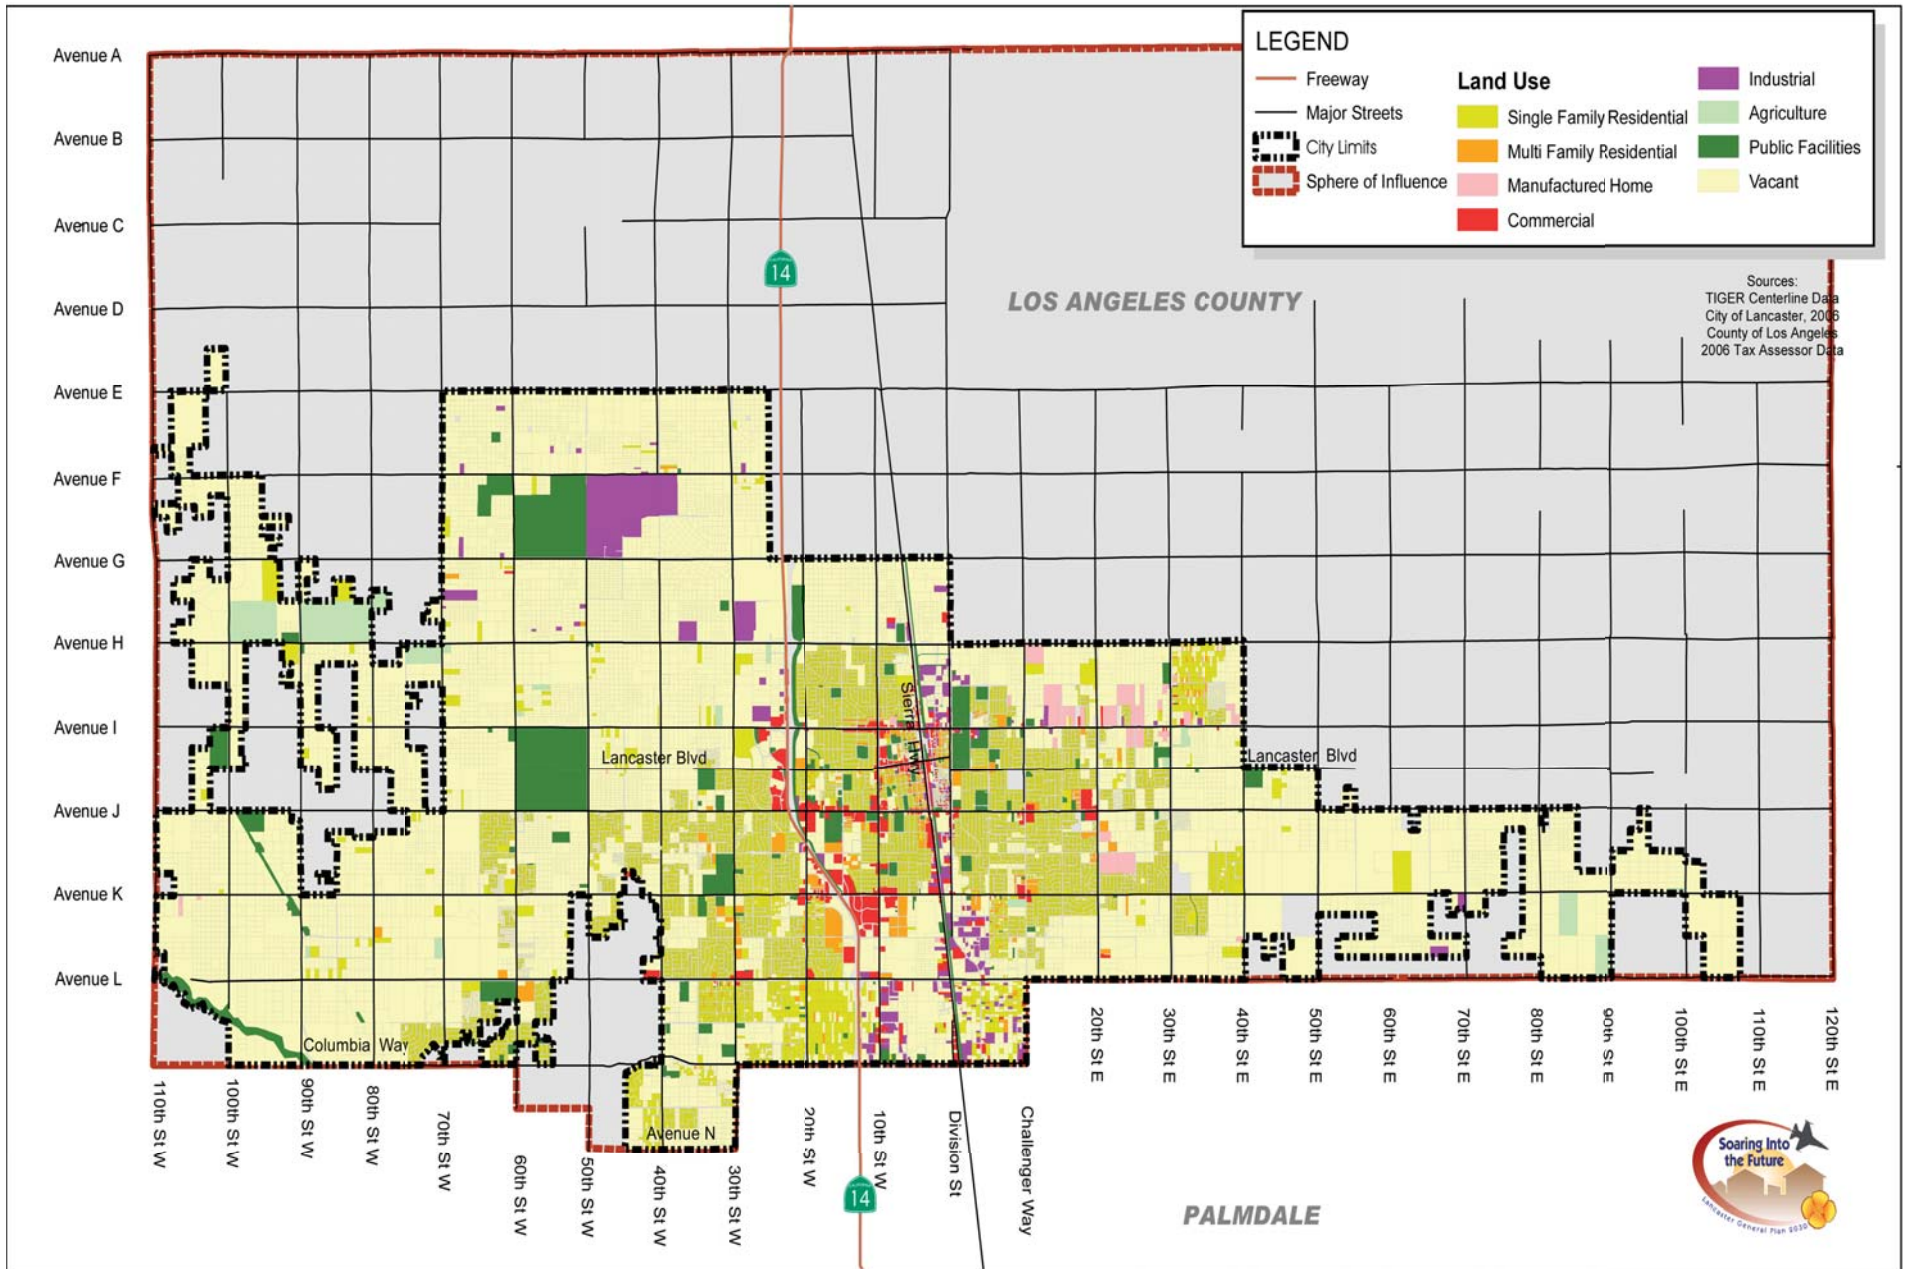 LEGEND
Freeway
Major Streets
City Limits
Sphere of Influence
Land Use
Single Family Residential
Multi Family Residential
Manufactured Home
Commercial
Industrial
Agriculture
Public Facilities
Vacant
Sources:
TIGER Centerline Data
City of Lancaster, 2006
County of Los Angeles
2006 Tax Assessor Data
Avenue A
Avenue B
Avenue C
Avenue D
Avenue E
Avenue F
Avenue G
Avenue H
Avenue I
Avenue J
Avenue K
Avenue L
14
LOS ANGELES COUNTY
Sierra Hwy
Lancaster Blvd
Lancaster Blvd
Columbia Way
Avenue N
110th St W
100th St W
90th St W
80th St W
70th St W
60th St W
50th St W
40th St W
30th St W
20th St W
10th St W
Division St
Challenger Way
20th St E
30th St E
40th St E
50th St E
60th St E
70th St E
80th St E
90th St E
100th St E
110th St E
120th St E
14
PALMDALE
Soaring Into
the Future
Lancaster General Plan 2030